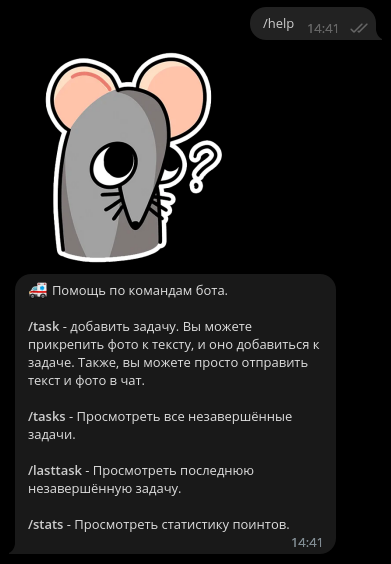 /help 14:41
?
🚑 Помощь по командам бота.
/task - добавить задачу. Вы можете
прикрепить фото к тексту, и оно добавиться к
задаче. Также, вы можете просто отправить
текст и фото в чат.
/tasks - Просмотреть все незавершённые
задачи.
/lasttask - Просмотреть последнюю
незавершённую задачу.
/stats - Просмотреть статистику поинтов.
14:41